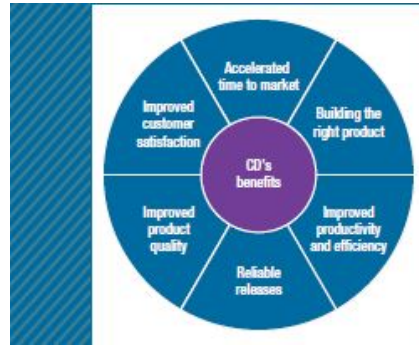 Accelerated
time to market
Building the
right product
Improved
productivity
and efficiency
Reliable
releases
Improved
product
quality
Improved
customer
satisfaction
CD's
benefits